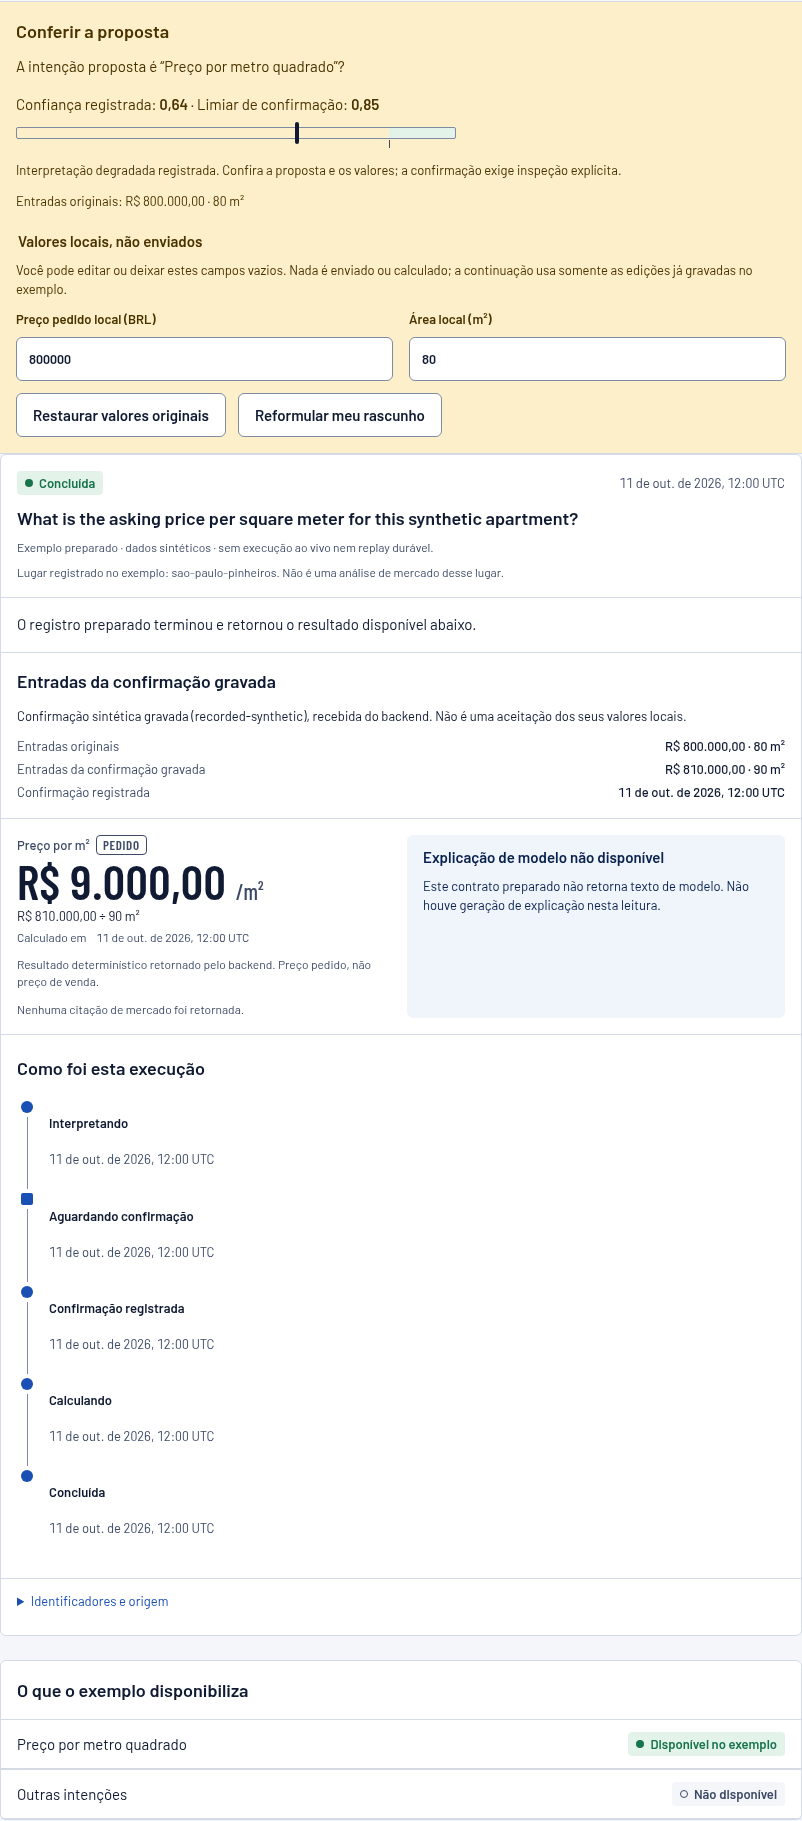 Conferir a proposta
A intenção proposta é “Preço por metro quadrado”?
Confiança registrada: 0,64 · Limiar de confirmação: 0,85
Interpretação degradada registrada. Confira a proposta e os valores; a confirmação exige inspeção explícita.
Entradas originais: R$ 800.000,00 · 80 m²
Valores locais, não enviados
Você pode editar ou deixar estes campos vazios. Nada é enviado ou calculado; a continuação usa somente as edições já gravadas no
exemplo.
Preço pedido local (BRL)
Área local (m²)
800000
80
Restaurar valores originais
Reformular meu rascunho
Concluída
11 de out. de 2026, 12:00 UTC
What is the asking price per square meter for this synthetic apartment?
Exemplo preparado · dados sintéticos · sem execução ao vivo nem replay durável.
Lugar registrado no exemplo: sao-paulo-pinheiros. Não é uma análise de mercado desse lugar.
O registro preparado terminou e retornou o resultado disponível abaixo.
Entradas da confirmação gravada
Confirmação sintética gravada (recorded-synthetic), recebida do backend. Não é uma aceitação dos seus valores locais.
Entradas originais
R$ 800.000,00 · 80 m²
Entradas da confirmação gravada
R$ 810.000,00 · 90 m²
Confirmação registrada
11 de out. de 2026, 12:00 UTC
Preço por m² PEDIDO
R$ 9.000,00 /m²
R$ 810.000,00 ÷ 90 m²
Calculado em 11 de out. de 2026, 12:00 UTC
Resultado determinístico retornado pelo backend. Preço pedido, não
preço de venda.
Nenhuma citação de mercado foi retornada.
Explicação de modelo não disponível
Este contrato preparado não retorna texto de modelo. Não
houve geração de explicação nesta leitura.
Como foi esta execução
Interpretando
11 de out. de 2026, 12:00 UTC
Aguardando confirmação
11 de out. de 2026, 12:00 UTC
Confirmação registrada
11 de out. de 2026, 12:00 UTC
Calculando
11 de out. de 2026, 12:00 UTC
Concluída
11 de out. de 2026, 12:00 UTC
Identificadores e origem
O que o exemplo disponibiliza
Preço por metro quadrado
Disponível no exemplo
Outras intenções
Não disponível